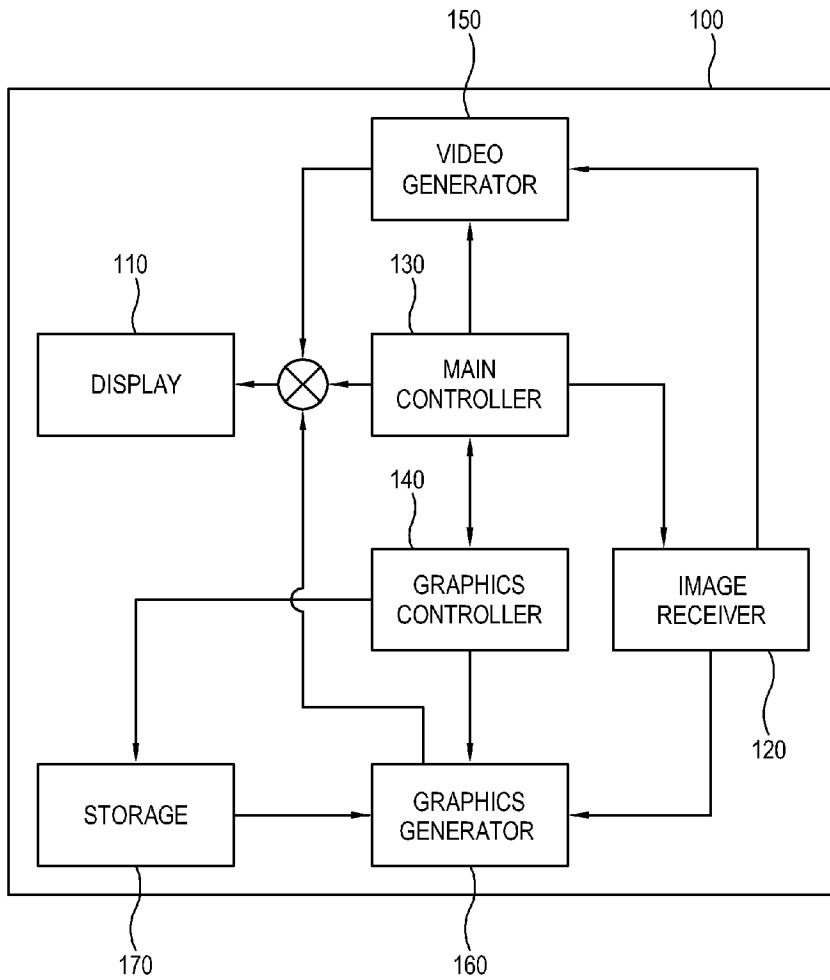 150
100
VIDEO
GENERATOR
110
130
DISPLAY
MAIN
CONTROLLER
140
GRAPHICS
CONTROLLER
IMAGE
RECEIVER
120
STORAGE
GRAPHICS
GENERATOR
170
160